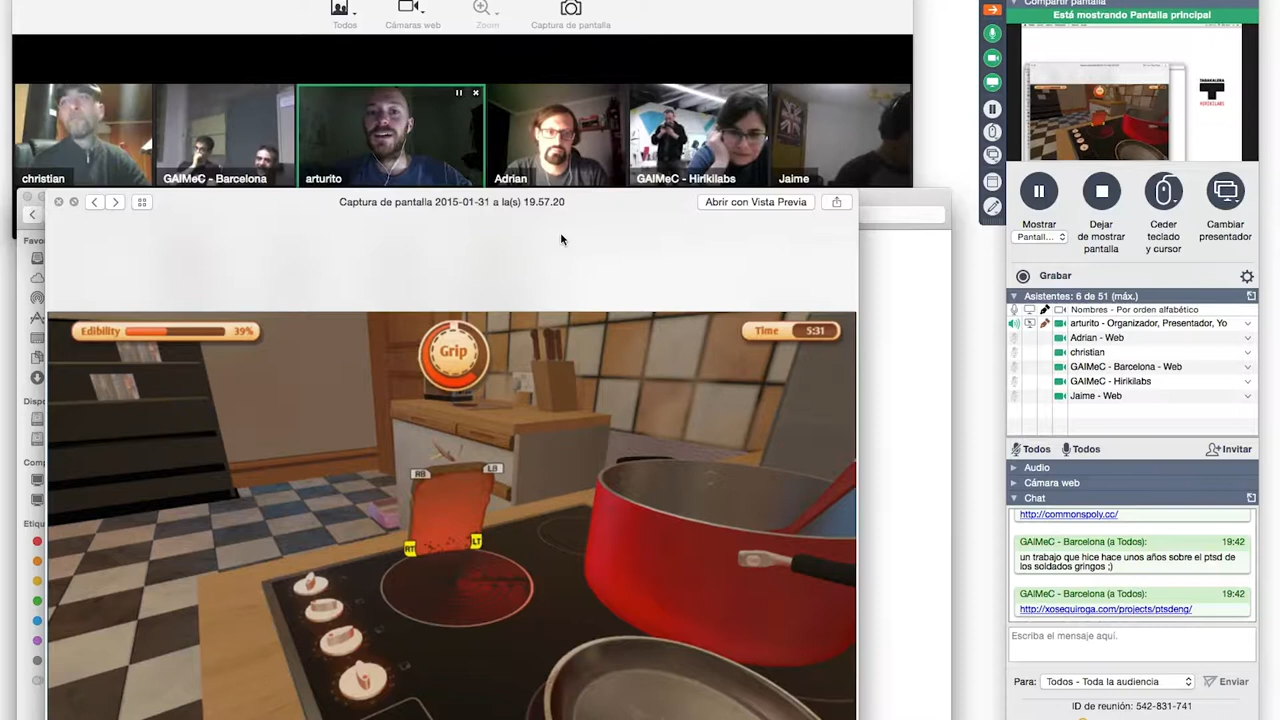 Compartir pantalla
Está mostrando Pantalla principal
Todos
Cámaras web
Zoom
Captura de pantalla
TABAKALERA
HIRIKILABS
christian
GAIMeC - Barcelona
arturito
Adrian
GAIMeC - Hirikilabs
Jaime
Captura de pantalla 2015-01-31 a la(s) 19.57.20
Abrir con Vista Previa
Favo
Dispo
Comp
Etiqu
Edibility
39%
Grip
Time
5:31
RB
LB
RT
LT
Mostrar
Pantall...
Dejar
de mostrar
pantalla
Ceder
teclado
y cursor
Cambiar
presentador
Grabar
Asistentes: 6 de 51 (máx.)
Nombres - Por orden alfabético
arturito - Organizador, Presentador, Yo
Adrian - Web
christian
GAIMeC - Barcelona - Web
GAIMeC - Hirikilabs
Jaime - Web
Todos
Todos
Invitar
Audio
Cámara web
Chat
http://commonspoly.cc/
GAIMeC - Barcelona (a Todos):
19:42
un trabajo que hice hace unos años sobre el ptsd de
los soldados gringos ;)
GAIMeC - Barcelona (a Todos):
19:42
http://xosequiroga.com/projects/ptsdeng/
Escriba el mensaje aquí.
Para:
Todos - Toda la audiencia
Enviar
ID de reunión: 542-831-741